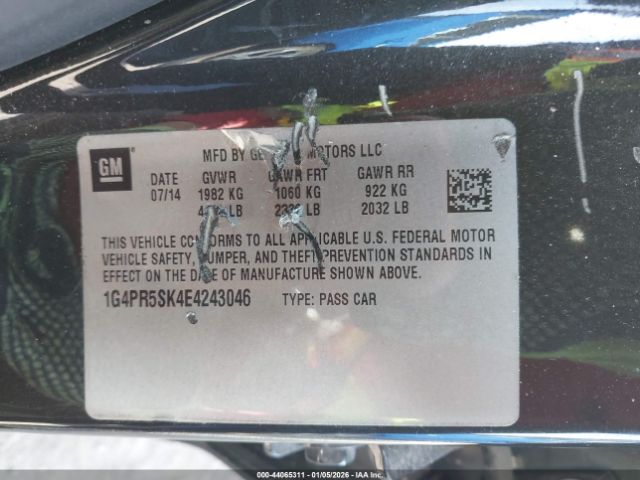 GM
MFD BY MOTORS LLC
DATE GVWR GAWR FRT GAWR RR
07/14 1982 KG 1060 KG 922 KG
LB LB 2032 LB
THIS VEHICLE CONFORMS TO ALL APPLICABLE U.S. FEDERAL MOTOR
VEHICLE SAFETY, BUMPER, AND THEFT PREVENTION STANDARDS IN
EFFECT ON THE DATE OF MANUFACTURE SHOWN ABOVE.
1G4PR5SK4E4243046 TYPE: PASS CAR
000-44065311 - 01/05/2026 - IAA Inc.